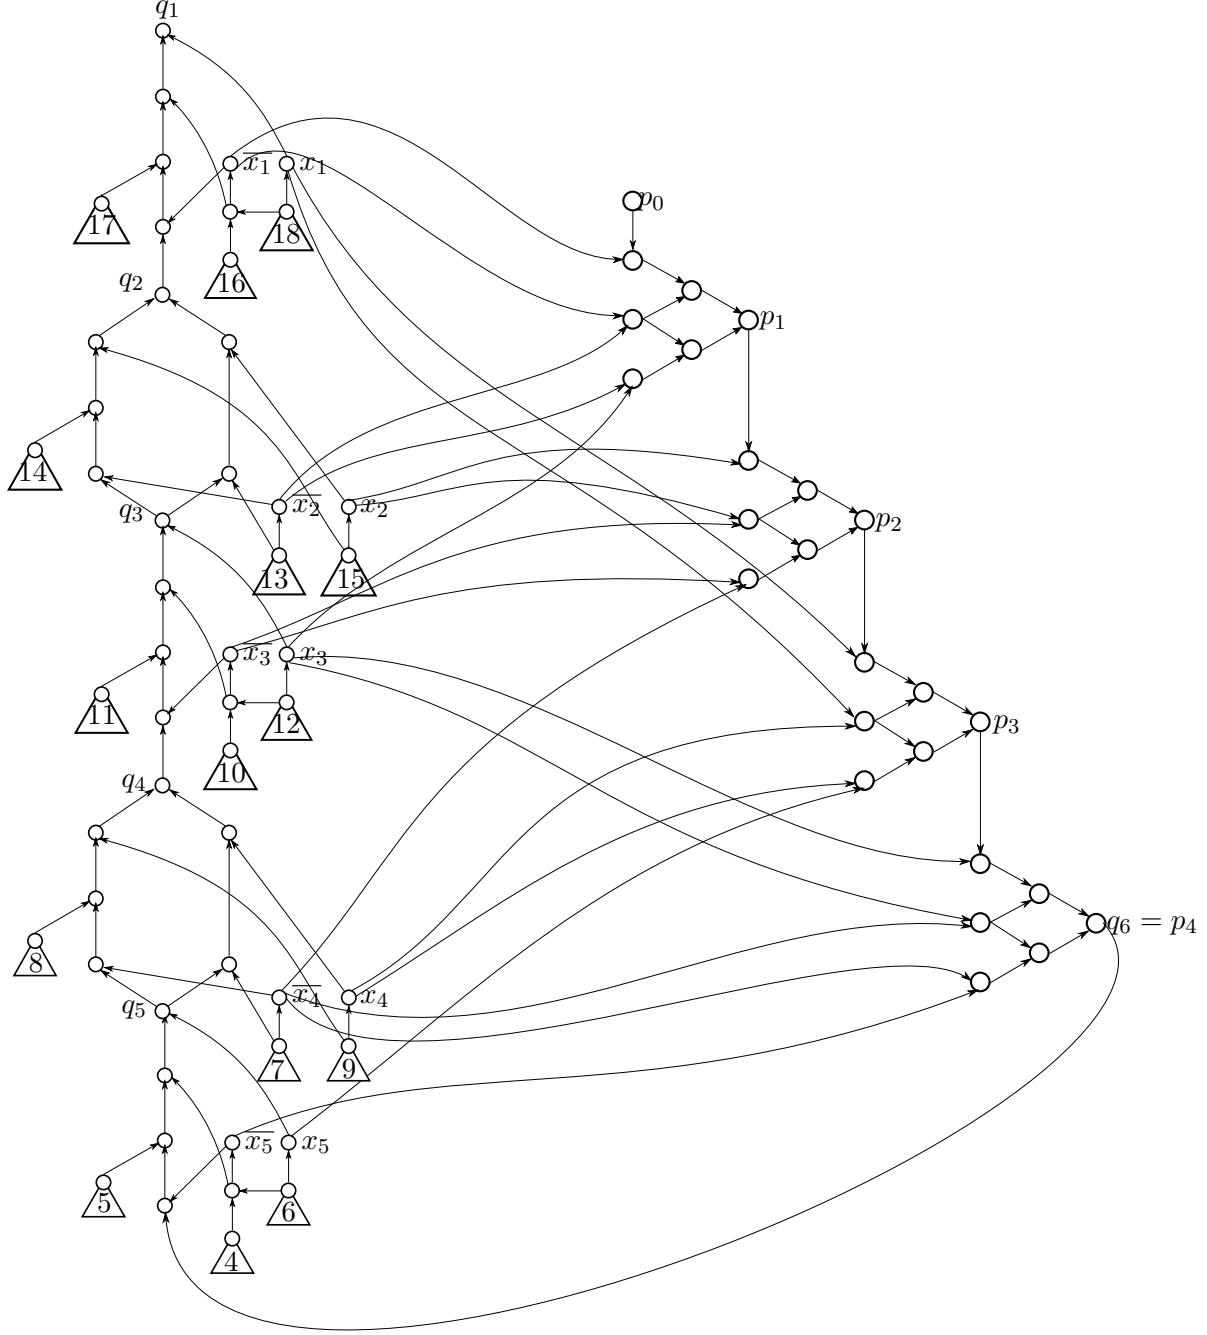 q₁
x̅₁ x₁
17 18
p₀
16
q₂
p₁
14
x̅₂ x₂
q₃ p₂
13 15
x̅₃ x₃
11 12
p₃
10
q₄
8
q₆ = p₄
x̅₄ x₄
q₅
7 9
x̅₅ x₅
5 6
4